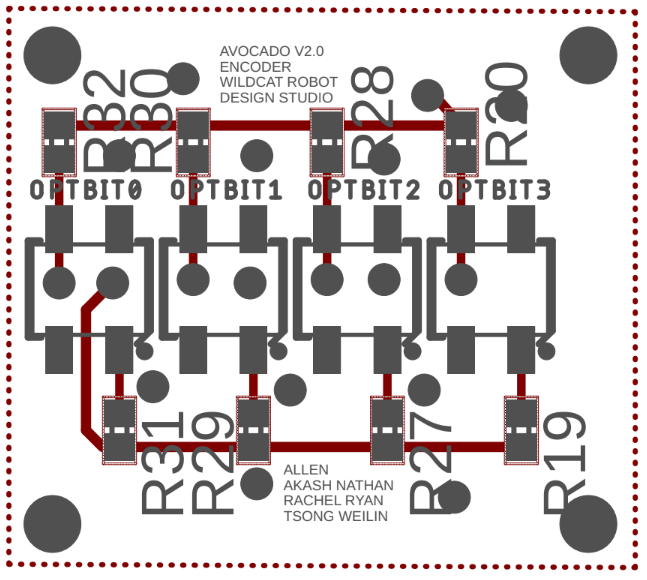 AVOCADO V2.0
ENCODER
WILDCAT ROBOT
DESIGN STUDIO
R32
R30
R28
R20
OPTBIT0
OPTBIT1
OPTBIT2
OPTBIT3
R31
R29
R27
R19
ALLEN
AKASH NATHAN
RACHEL RYAN
TSONG WEILIN